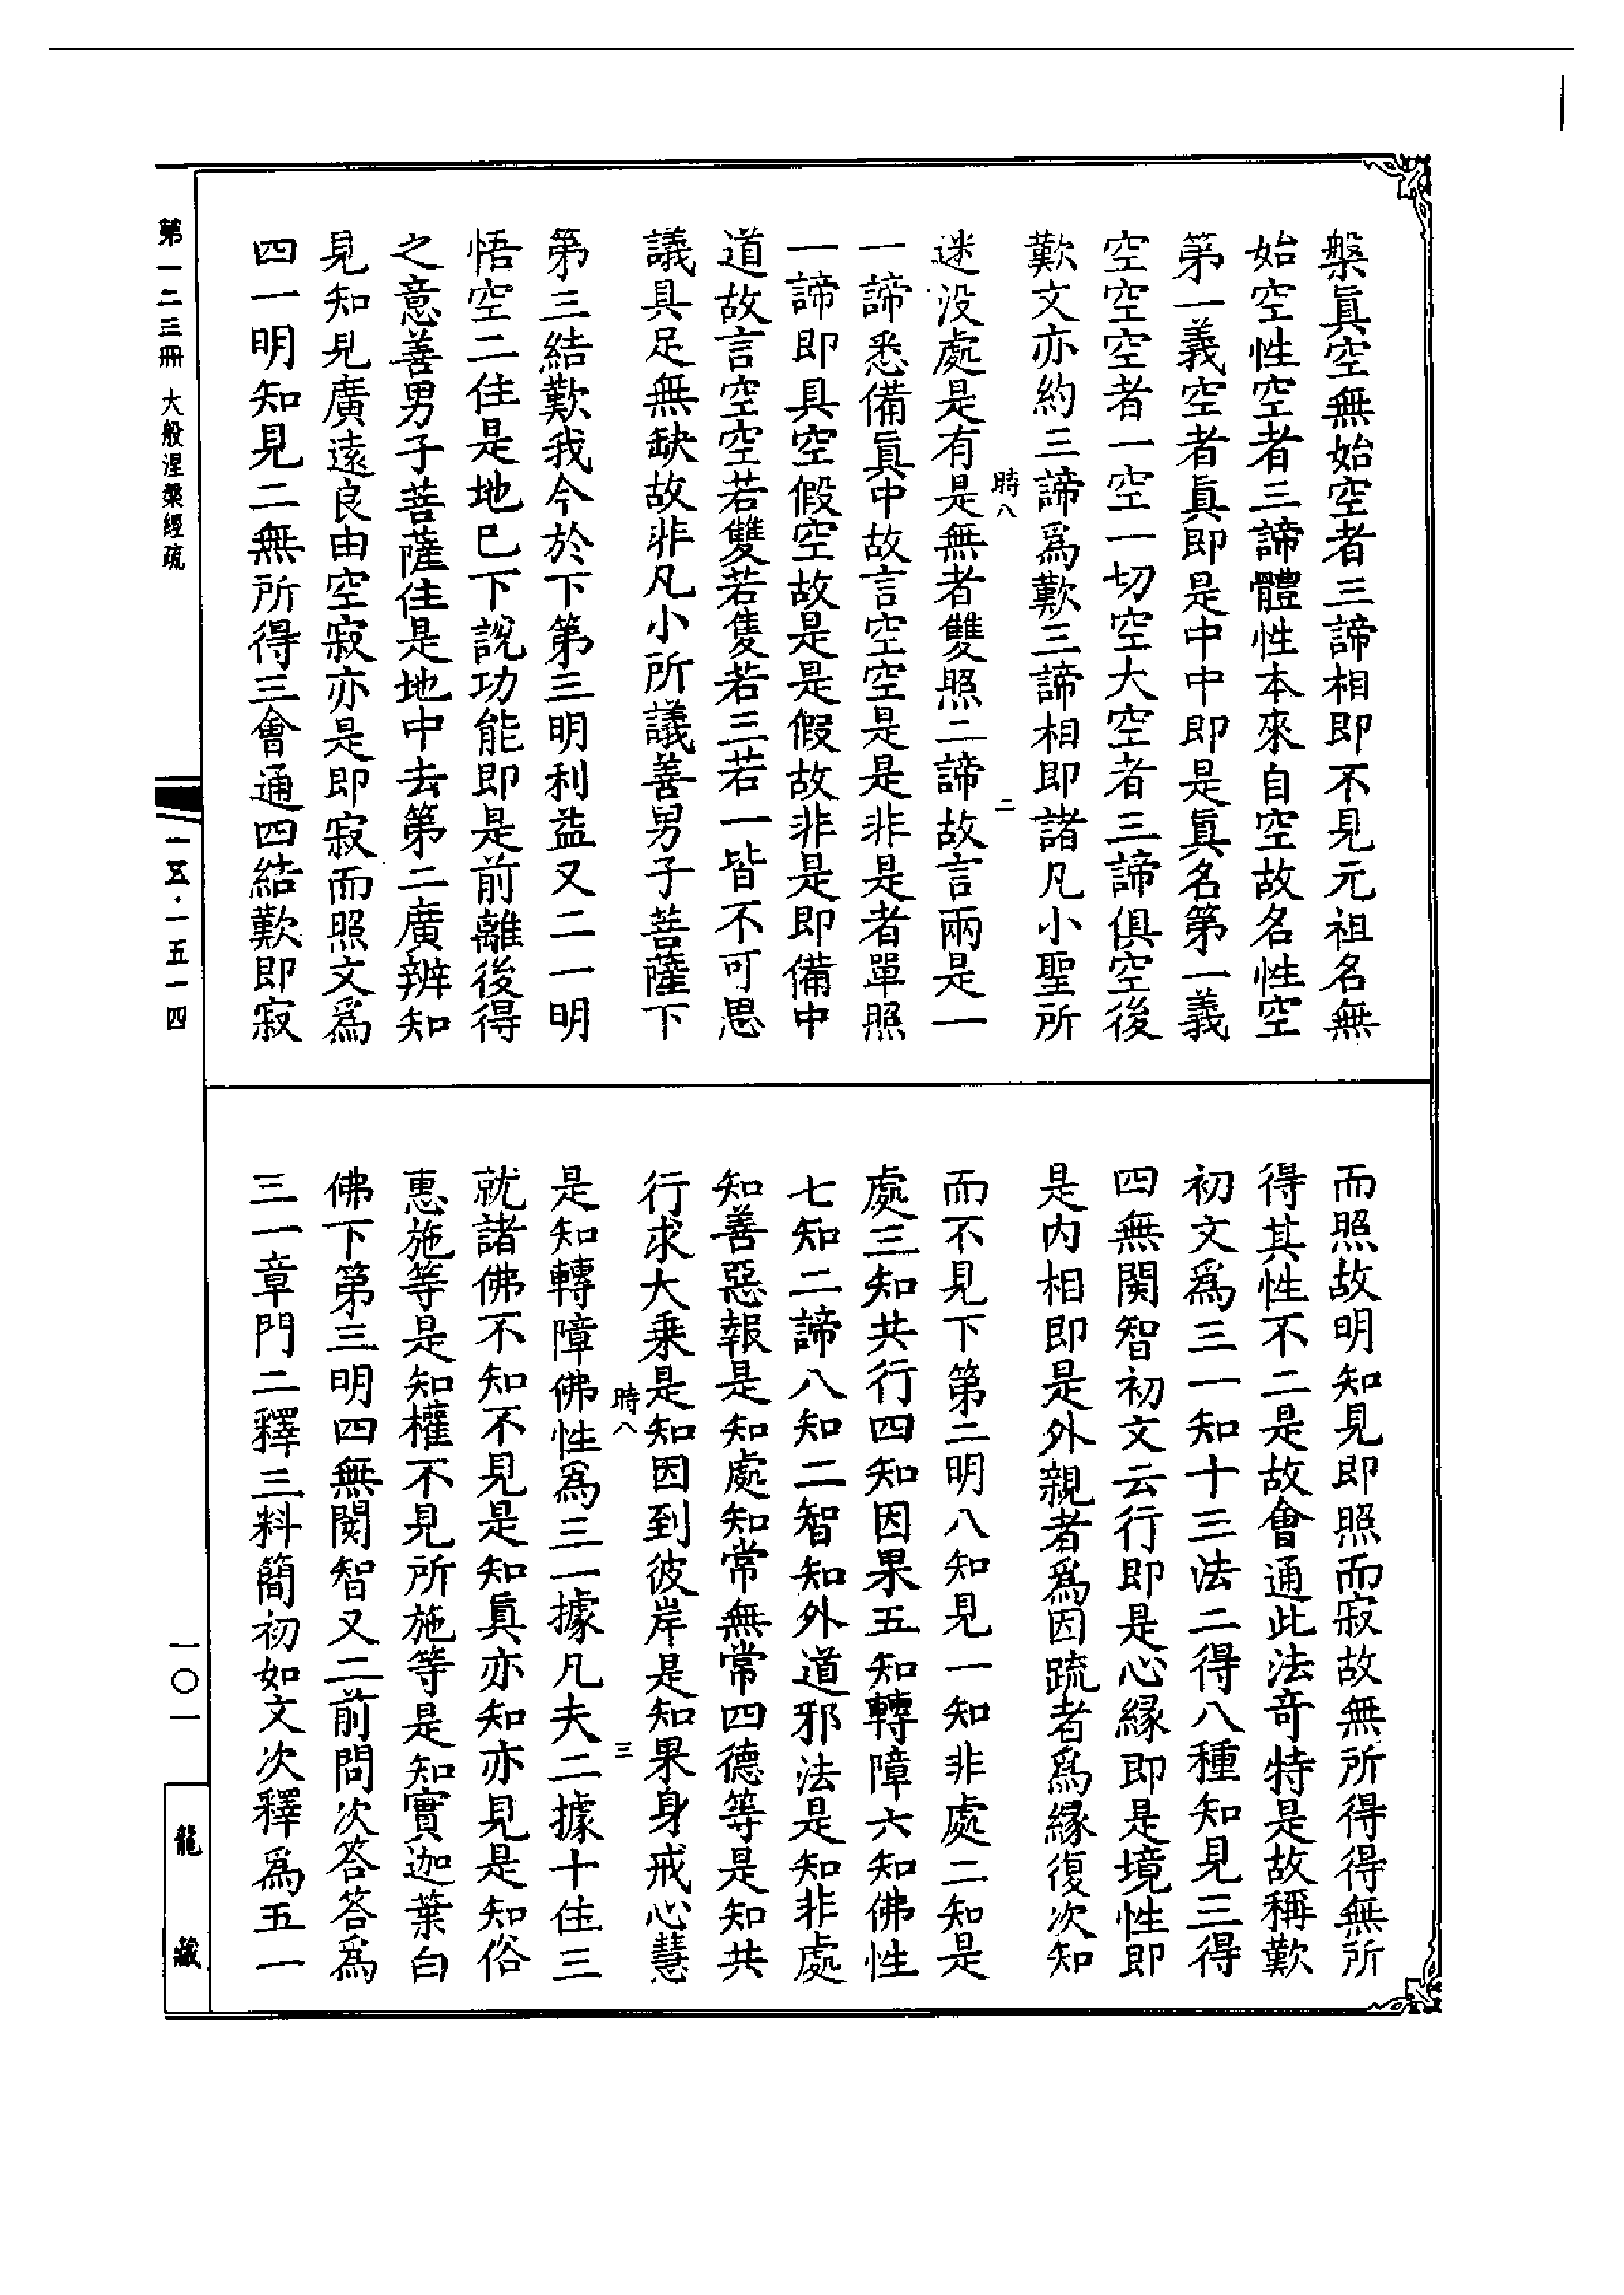 槃眞空無始空者三諦相即不見元祖名無
始空性空者三諦體性本來自空故名性空
第一義空者眞即是中中即是眞名第一義
空空空者一空一切空大空者三諦俱空後
歎文亦約三諦爲歎三諦相即諸凡小聖所
時八 二
迷沒處是有是無者雙照二諦故言兩是一
一諦悉備眞中故言空空是是非是者單照
一諦即具空假空故是是假故非是即備中
道故言空空若雙若隻若三若一皆不可思
議具足無缺故非凡小所議善男子菩薩下
第三結歎我今於下第三明利益又二一明
悟空二住是地已下說功能即是前離後得
之意善男子菩薩住是地中去第二廣辨知
見知見廣遠良由空寂亦是即寂而照文爲
四一明知見二無所得三會通四結歎即寂
第一二三冊 大般涅槃經疏
一五·一五一四
而照故明知見即照而寂故無所得得無所
得其性不二是故會通此法奇特是故稱歎
初文爲三一知十三法二得八種知見三得
四無閡智初文云行即是心緣即是境性即
是内相即是外親者爲因疏者爲緣復次知
而不見下第二明八知見一知非處二知是
處三知共行四知因果五知轉障六知佛性
七知二諦八知二智知外道邪法是知非處
知善惡報是知處知常無常四德等是知共
行求大乘是知因到彼岸是知果身戒心慧
時八 三
是知轉障佛性爲三一據凡夫二據十住三
就諸佛不知不見是知眞亦知亦見是知俗
惠施等是知權不見所施等是知實迦葉白
佛下第三明四無閡智又二前問次答答爲
三一章門二釋三料簡初如文次釋爲五一
一〇一
龍藏